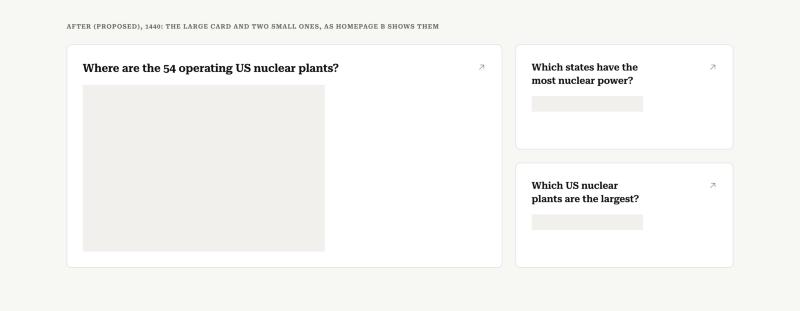 AFTER (PROPOSED), 1440: THE LARGE CARD AND TWO SMALL ONES, AS HOMEPAGE B SHOWS THEM
Where are the 54 operating US nuclear plants?
Which states have the
most nuclear power?
Which US nuclear
plants are the largest?